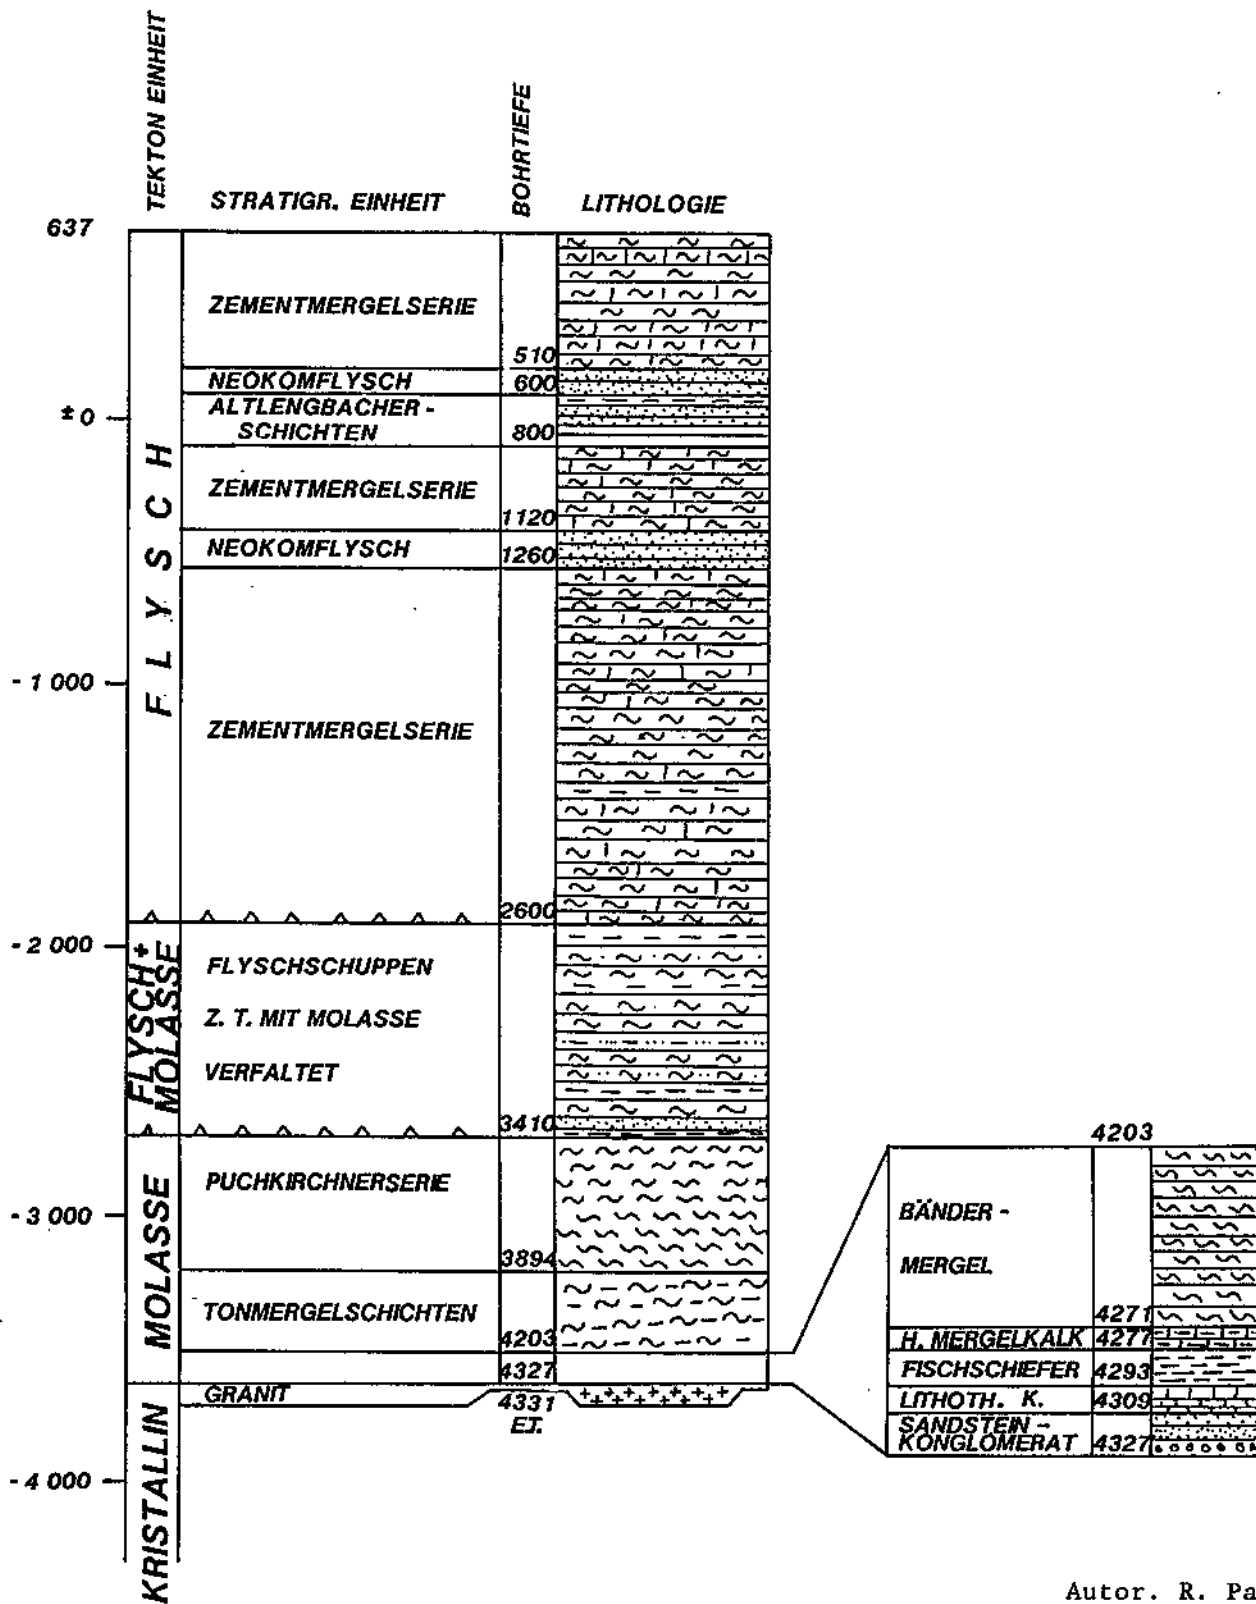 TEKTON EINHEIT
STRATIGR. EINHEIT
BOHRTIEFE
LITHOLOGIE
637
± 0
- 1 000
- 2 000
- 3 000
- 4 000
FLYSCH
FLYSCH +
MOLASSE
MOLASSE
KRISTALLIN
ZEMENTMERGELSERIE
510
NEOKOMFLYSCH
600
ALTLENGBACHER -
SCHICHTEN
800
ZEMENTMERGELSERIE
1120
NEOKOMFLYSCH
1260
ZEMENTMERGELSERIE
2600
FLYSCHSCHUPPEN
Z. T. MIT MOLASSE
VERFALTET
3410
PUCHKIRCHNERSERIE
3894
TONMERGELSCHICHTEN
4203
4327
GRANIT
4331
E.T.
4203
BÄNDER -
MERGEL
4271
H. MERGELKALK 4277
FISCHSCHIEFER 4293
LITHOTH. K. 4309
SANDSTEIN -
KONGLOMERAT 4327
Autor. R. Pa